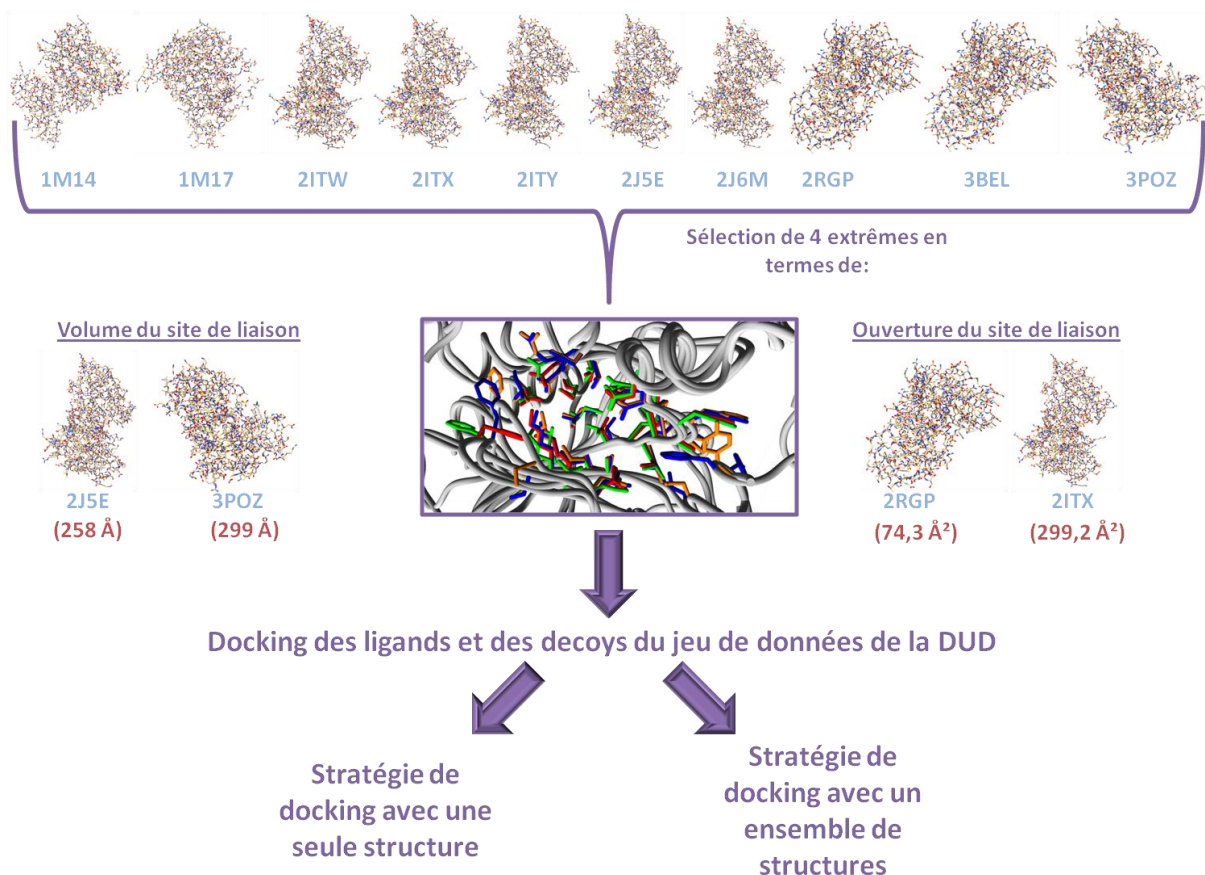 1M14 1M17 2ITW 2ITX 2ITY 2J5E 2J6M 2RGP 3BEL 3POZ
Sélection de 4 extrêmes en
termes de:
Volume du site de liaison
2J5E 3POZ
(258 Å) (299 Å)
Ouverture du site de liaison
2RGP 2ITX
(74,3 Å²) (299,2 Å²)
Docking des ligands et des decoys du jeu de données de la DUD
Stratégie de
docking avec une
seule structure
Stratégie de
docking avec un
ensemble de
structures